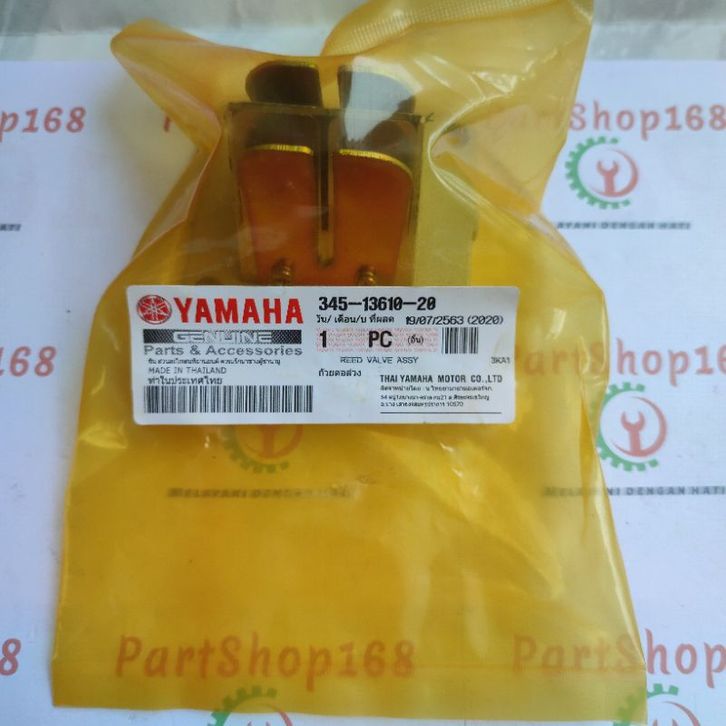 PartShop168
MELAYANI DENGAN HATI
YAMAHA
GENUINE
Parts & Accessories
MADE IN THAILAND
ทำในประเทศไทย
345-13610-20
วัน/ เดือน/ป ที่ผลิต 19/07/2563 (2020)
1 PC (ชิ้น)
REED VALVE ASSY 3KA1
THAI YAMAHA MOTOR CO.,LTD
MELAYANI DENGAN HATI
MELAYANI DENGAN HATI
PartShop168
PartShop168